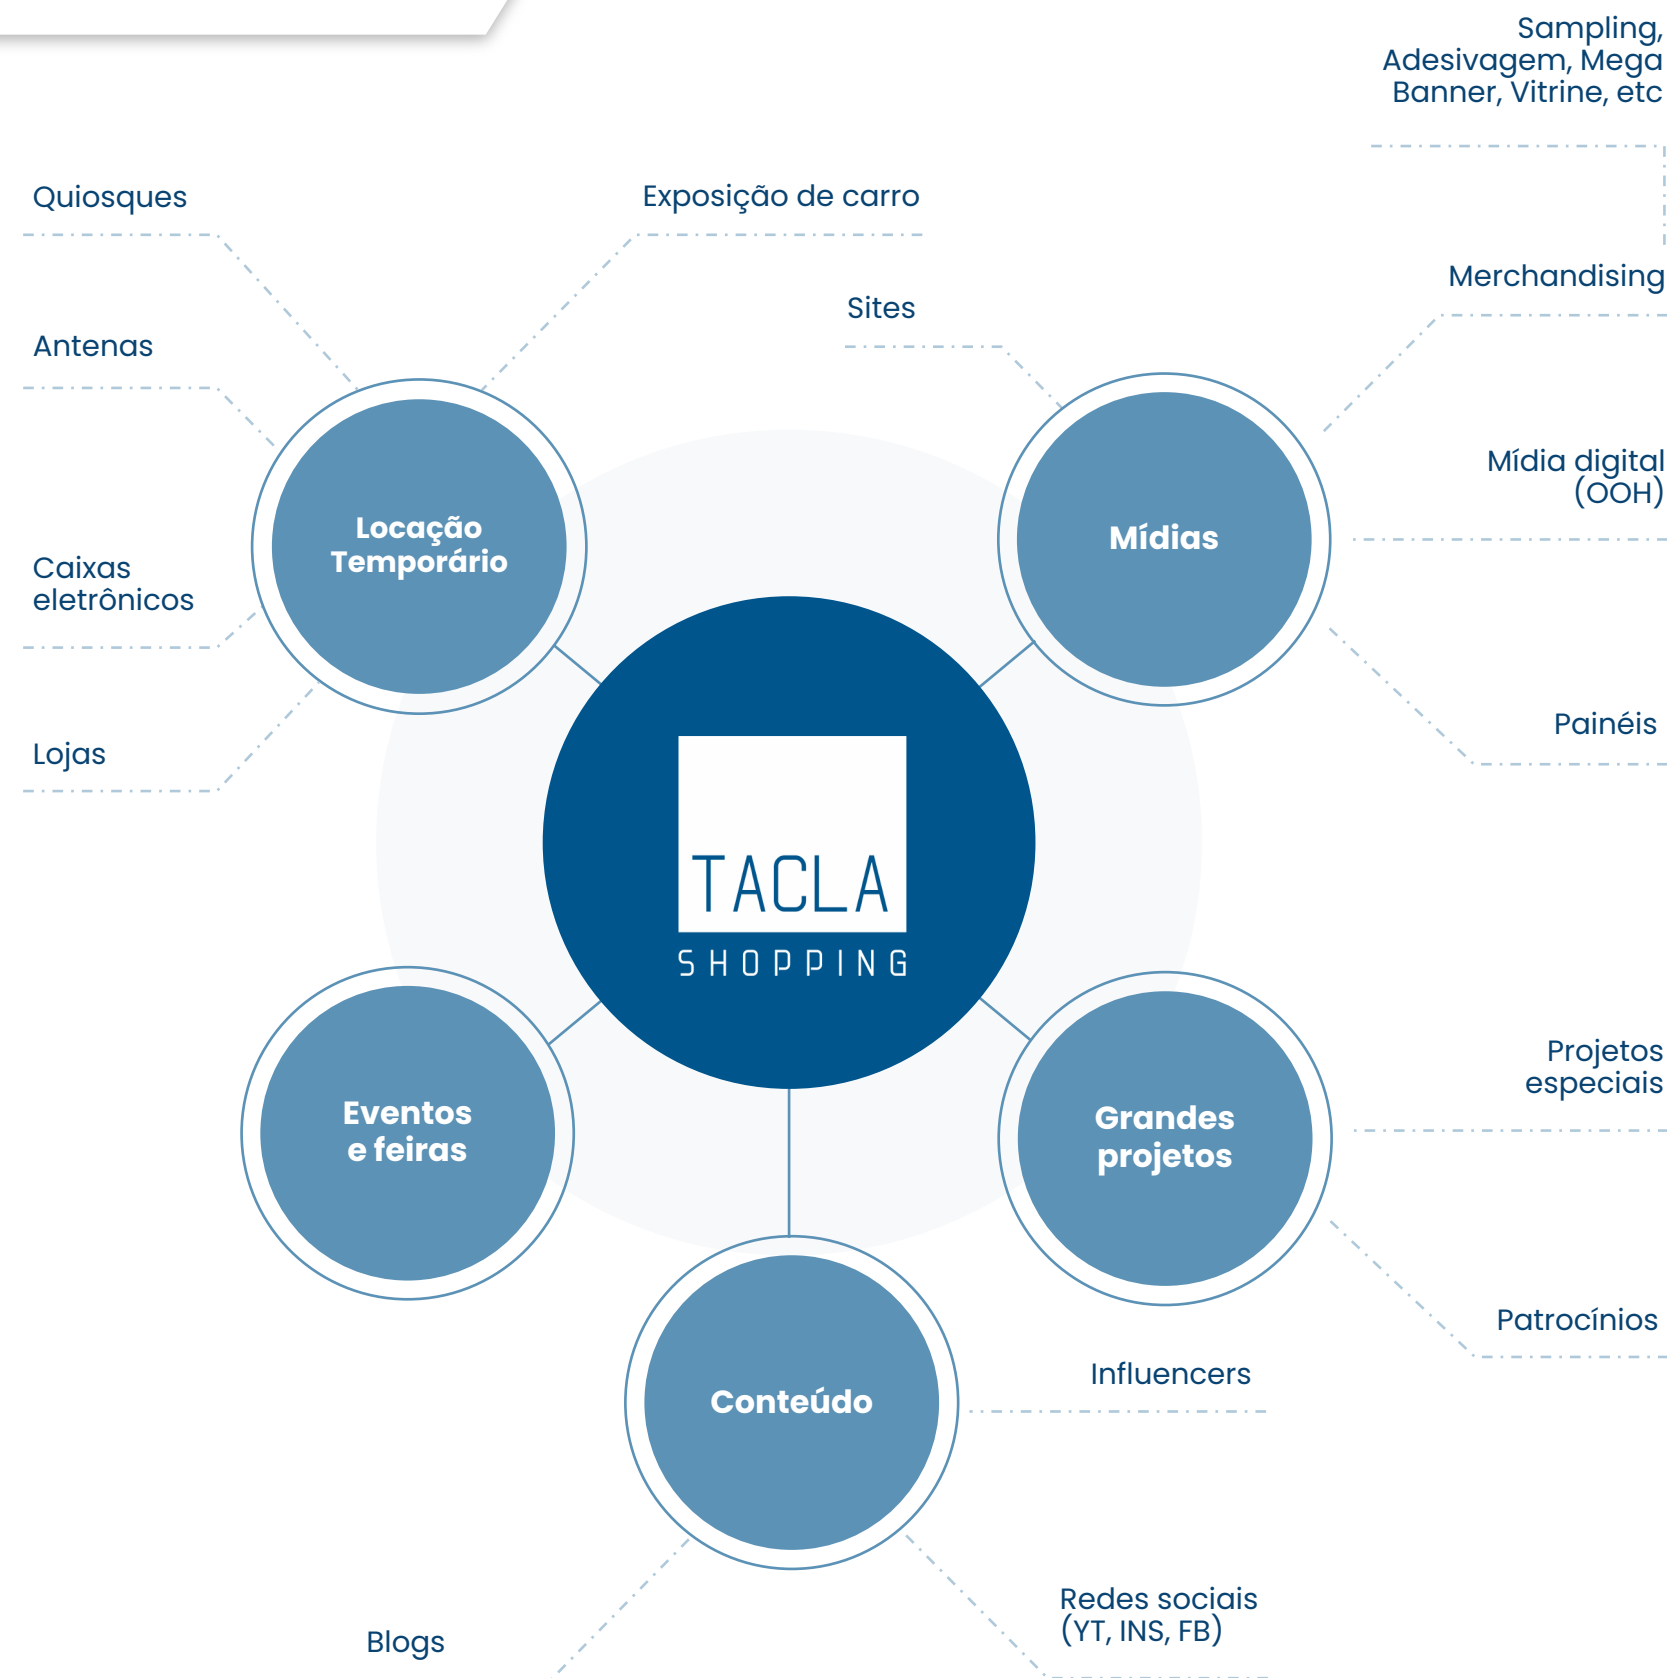 Sampling,
Adesivagem, Mega
Banner, Vitrine, etc
Quiosques
Exposição de carro
Merchandising
Sites
Antenas
Mídia digital
(OOH)
Locação
Temporário
Mídias
Caixas
eletrônicos
Painéis
Lojas
TACLA
SHOPPING
Projetos
especiais
Eventos
e feiras
Grandes
projetos
Patrocínios
Influencers
Conteúdo
Redes sociais
(YT, INS, FB)
Blogs